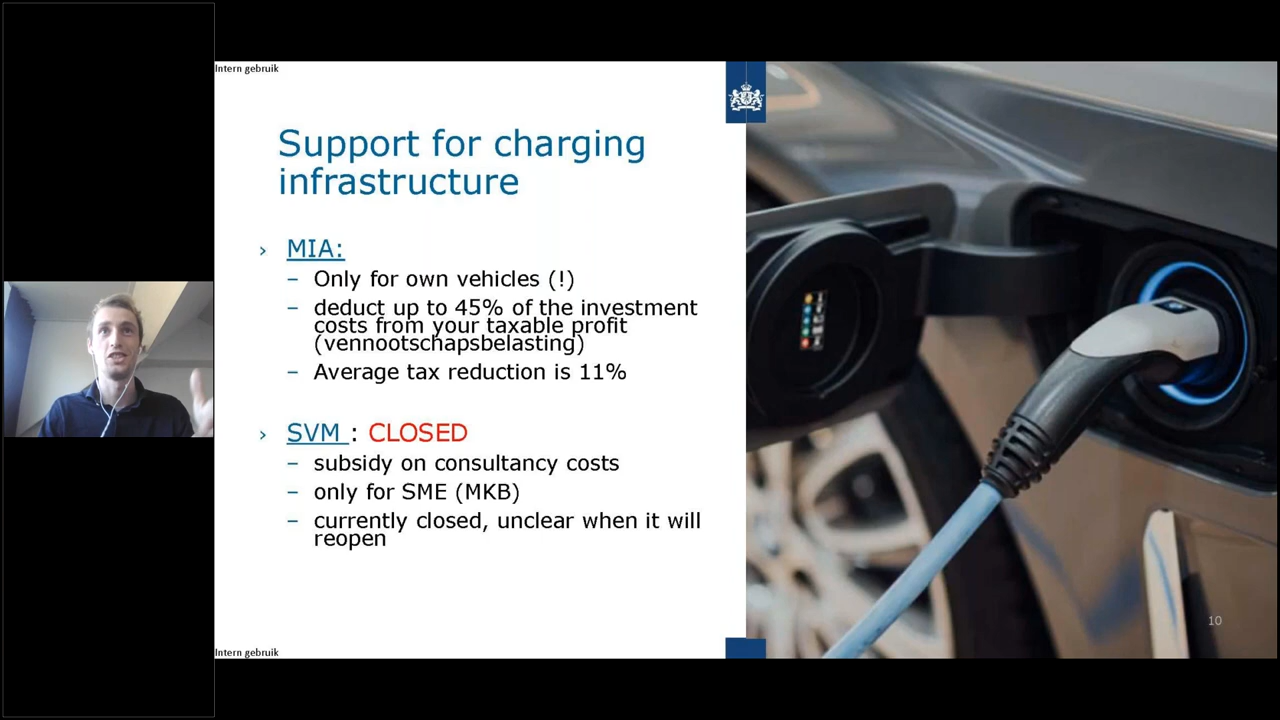 Intern gebruik
Support for charging
infrastructure
› MIA:
– Only for own vehicles (!)
– deduct up to 45% of the investment
costs from your taxable profit
(vennootschapsbelasting)
– Average tax reduction is 11%
› SVM : CLOSED
– subsidy on consultancy costs
– only for SME (MKB)
– currently closed, unclear when it will
reopen
10
Intern gebruik